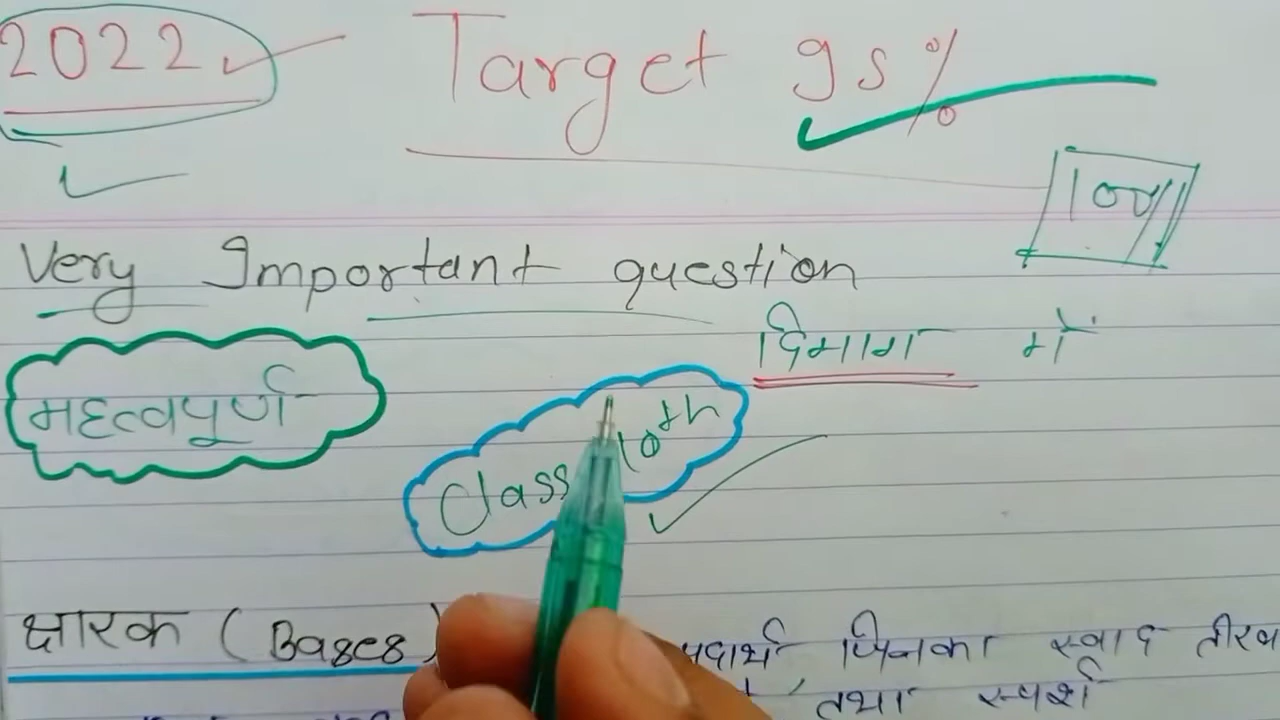 2022
Target 95%
100%
Very Important question
दिमाग में
महत्वपूर्ण
Class 10th
क्षारक (Bases)
पदार्थ जिनका स्वाद तीख
तथा स्पर्श